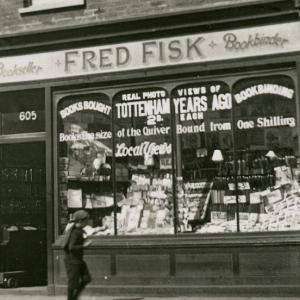 Bookseller FRED FISK Bookbinder
605
BOOKS BOUGHT
Books the size
REAL PHOTO VIEWS OF
TOTTENHAM YEARS AGO
2D. EACH
of the Quiver Bound from
Local Views
BOOKBINDING
One Shilling